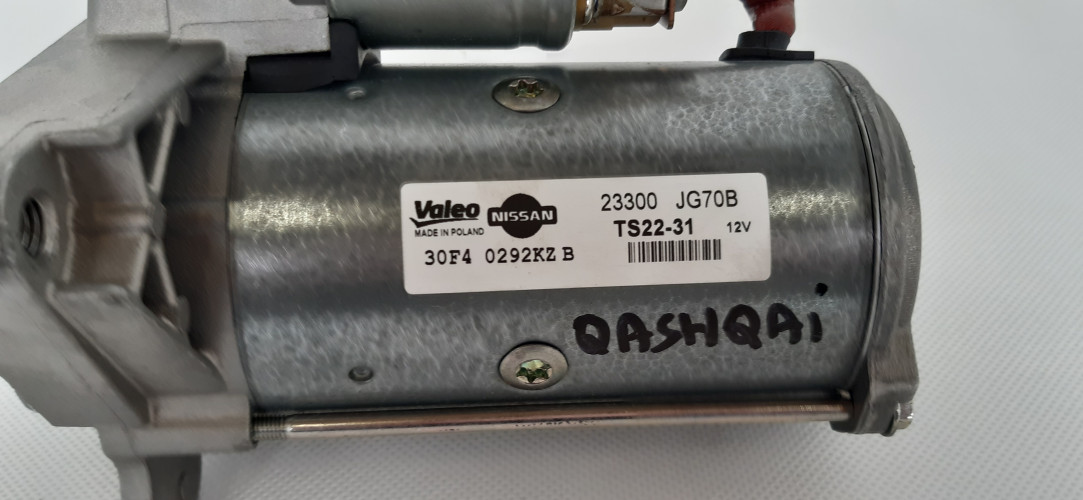 Valeo NISSAN 23300 JG70B
MADE IN POLAND TS22-31 12V
30F4 0292KZ B
QASHQAi